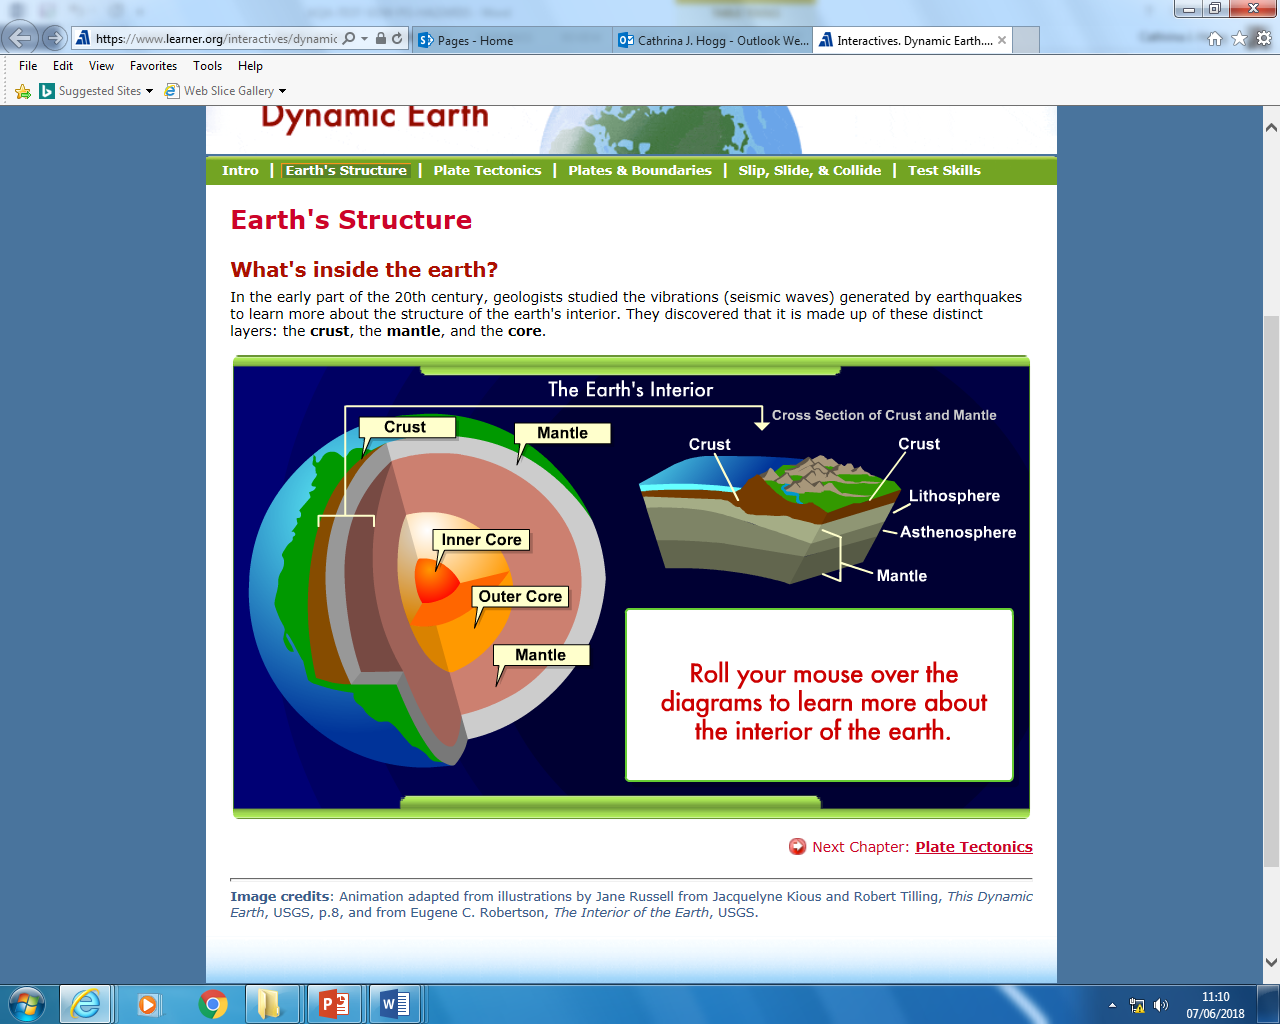 https://www.learner.org/interactives/dynamic
Pages - Home
Cathrina J. Hogg - Outlook We...
Interactives. Dynamic Earth....
File Edit View Favorites Tools Help
Suggested Sites Web Slice Gallery
Dynamic Earth
Intro | Earth's Structure | Plate Tectonics | Plates & Boundaries | Slip, Slide, & Collide | Test Skills
Earth's Structure
What's inside the earth?
In the early part of the 20th century, geologists studied the vibrations (seismic waves) generated by earthquakes
to learn more about the structure of the earth's interior. They discovered that it is made up of these distinct
layers: the crust, the mantle, and the core.
The Earth's Interior
Crust
Mantle
Inner Core
Outer Core
Mantle
Cross Section of Crust and Mantle
Crust
Crust
Lithosphere
Asthenosphere
Mantle
Roll your mouse over the
diagrams to learn more about
the interior of the earth.
Next Chapter: Plate Tectonics
Image credits: Animation adapted from illustrations by Jane Russell from Jacquelyne Kious and Robert Tilling, This Dynamic
Earth, USGS, p.8, and from Eugene C. Robertson, The Interior of the Earth, USGS.
11:10
07/06/2018